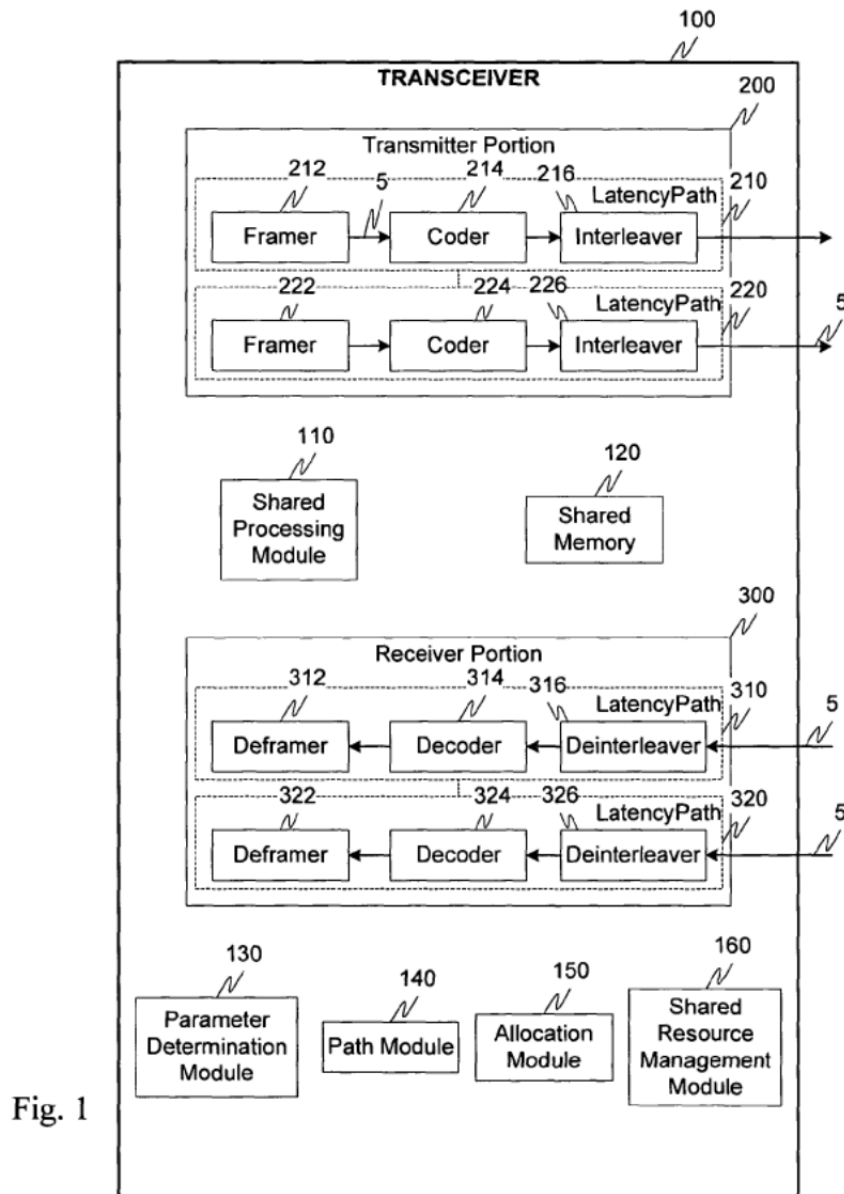 100
TRANSCEIVER
200
Transmitter Portion
212 5 214 216 LatencyPath 210
Framer Coder Interleaver
222 224 226 LatencyPath 220 5
Framer Coder Interleaver
110
Shared
Processing
Module
120
Shared
Memory
300
Receiver Portion
312 314 316 LatencyPath 310 5
Deframer Decoder Deinterleaver
322 324 326 LatencyPath 320 5
Deframer Decoder Deinterleaver
130
Parameter
Determination
Module
140
Path Module
150
Allocation
Module
160
Shared
Resource
Management
Module
Fig. 1